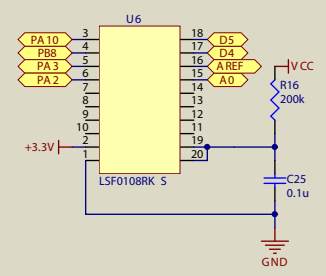 U6
PA10 3 18 D5
PB8 4 17 D4
PA3 5 16 AREF
PA2 6 15 A0
7 14
8 13
9 12
10 11
+3.3V 2 19
1 20
LSF0108RK S
VCC
R16
200k
C25
0.1u
GND